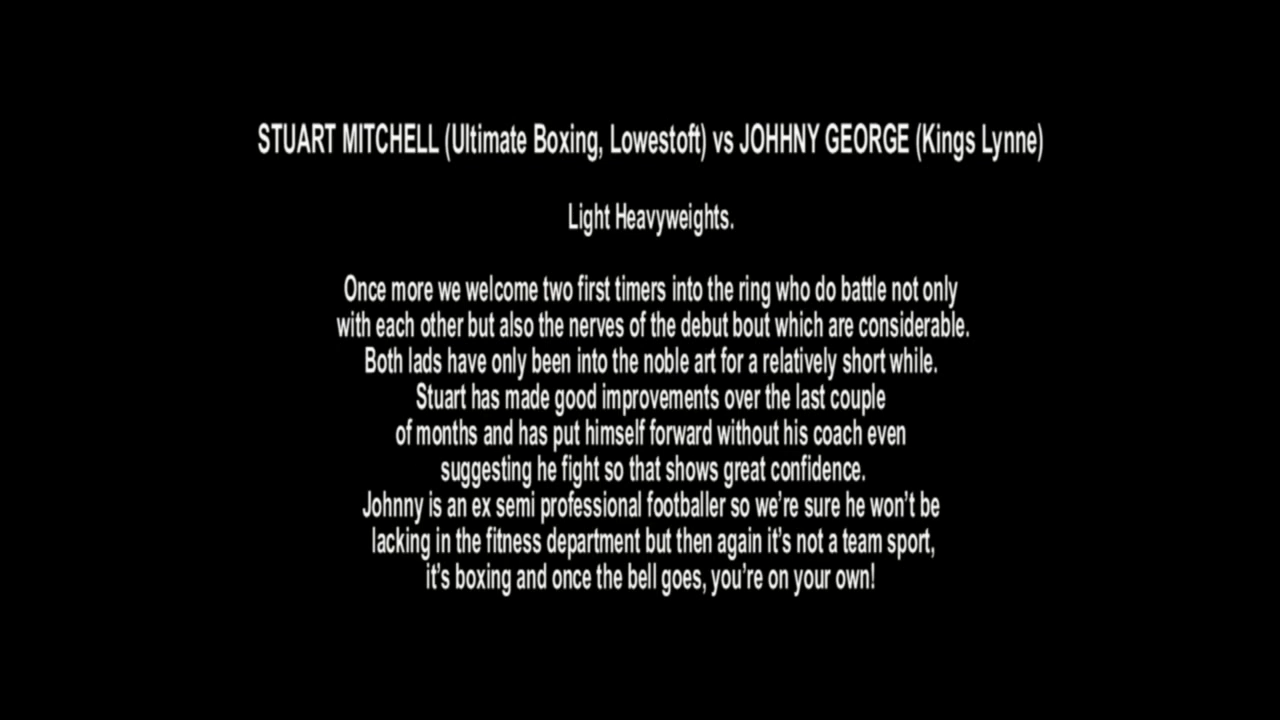 STUART MITCHELL (Ultimate Boxing, Lowestoft) vs JOHHNY GEORGE (Kings Lynne)
Light Heavyweights.
Once more we welcome two first timers into the ring who do battle not only
with each other but also the nerves of the debut bout which are considerable.
Both lads have only been into the noble art for a relatively short while.
Stuart has made good improvements over the last couple
of months and has put himself forward without his coach even
suggesting he fight so that shows great confidence.
Johnny is an ex semi professional footballer so we're sure he won't be
lacking in the fitness department but then again it's not a team sport,
it's boxing and once the bell goes, you're on your own!